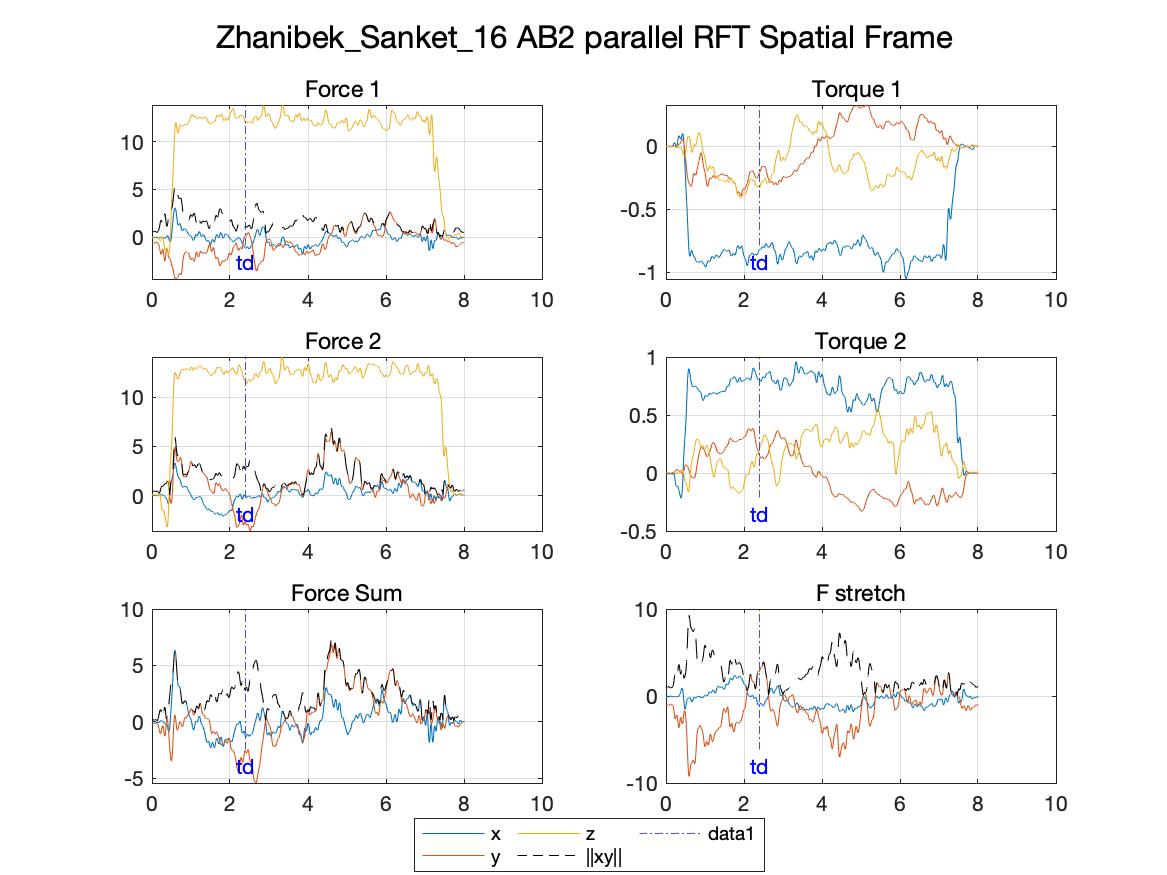 Zhanibek_Sanket_16 AB2 parallel RFT Spatial Frame
Force 1
10
5
0
td
0 2 4 6 8 10
Torque 1
0
-0.5
-1
td
0 2 4 6 8 10
Force 2
10
5
0
td
0 2 4 6 8 10
Torque 2
1
0.5
0
-0.5
td
0 2 4 6 8 10
Force Sum
10
5
0
-5
td
0 2 4 6 8 10
F stretch
10
0
-10
td
0 2 4 6 8 10
x z data1
y ||xy||